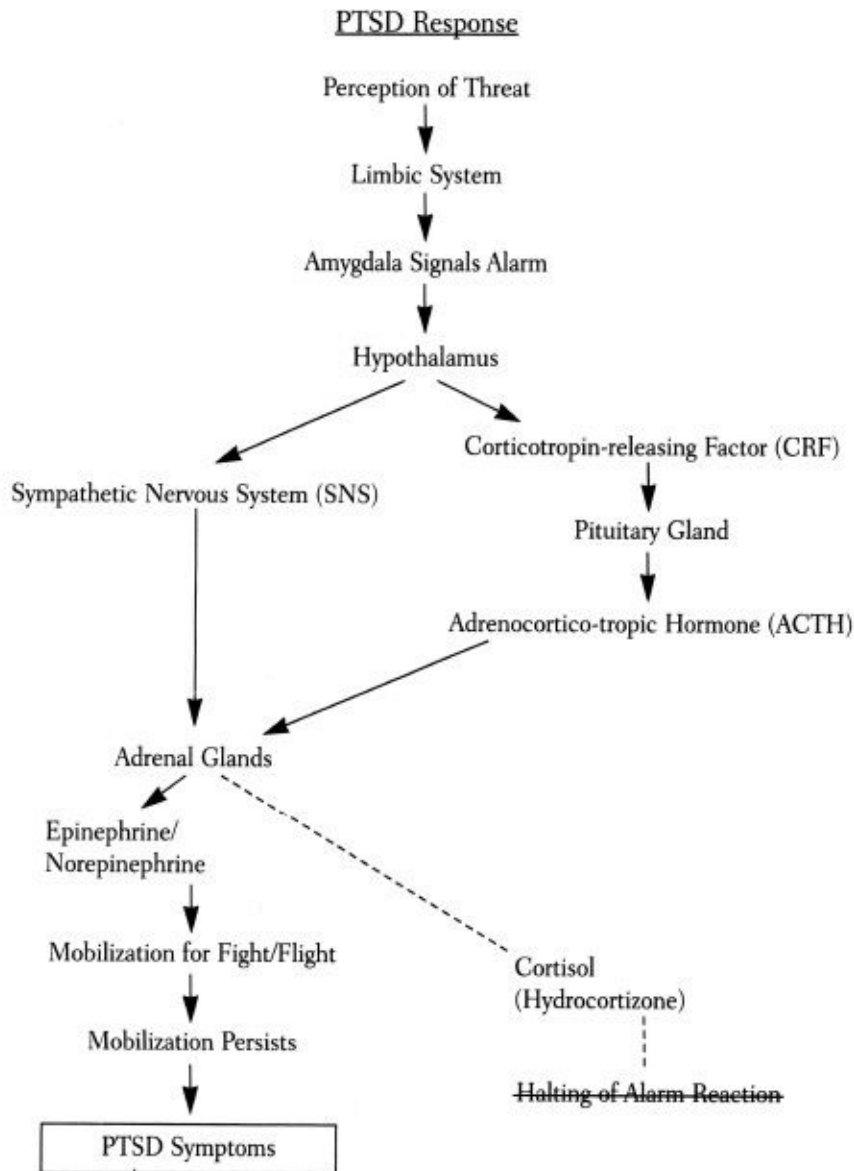 PTSD Response
Perception of Threat
Limbic System
Amygdala Signals Alarm
Hypothalamus
Corticotropin-releasing Factor (CRF)
Sympathetic Nervous System (SNS)
Pituitary Gland
Adrenocortico-tropic Hormone (ACTH)
Adrenal Glands
Epinephrine/
Norepinephrine
Mobilization for Fight/Flight
Cortisol
(Hydrocortizone)
Mobilization Persists
Halting of Alarm Reaction
PTSD Symptoms